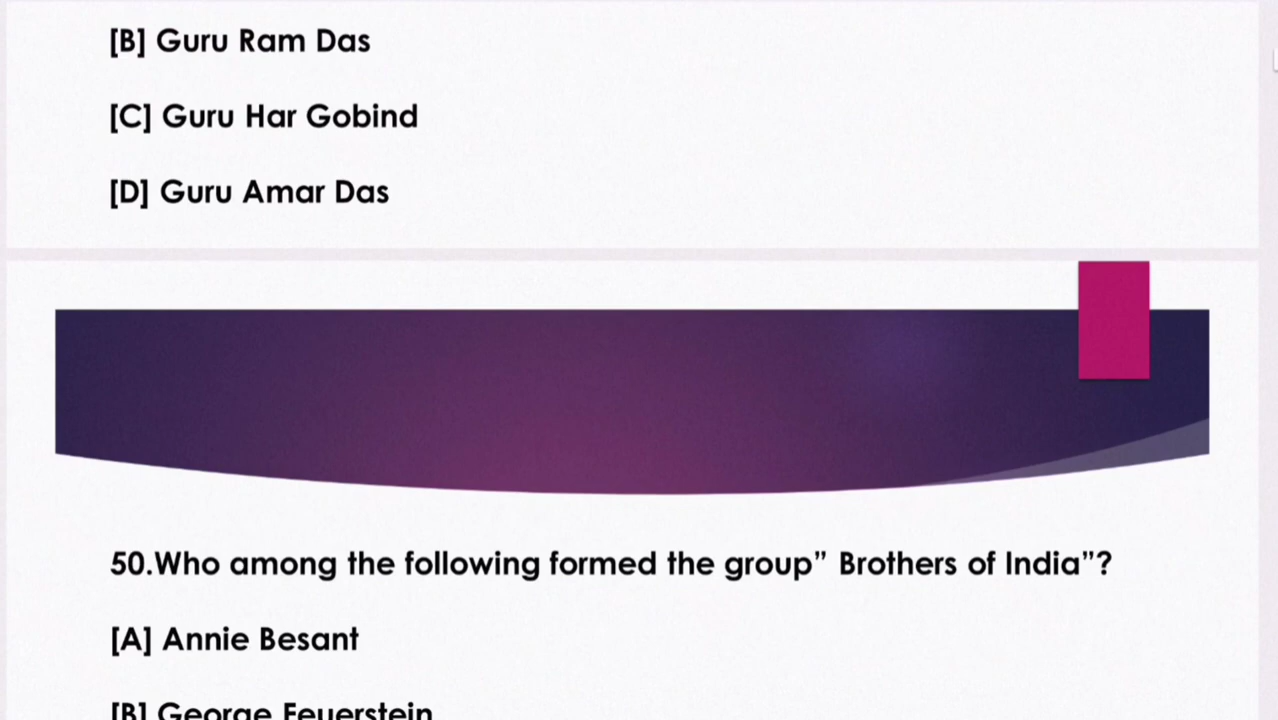 [B] Guru Ram Das
[C] Guru Har Gobind
[D] Guru Amar Das
50.Who among the following formed the group” Brothers of India”?
[A] Annie Besant
[B] George Feuerstein